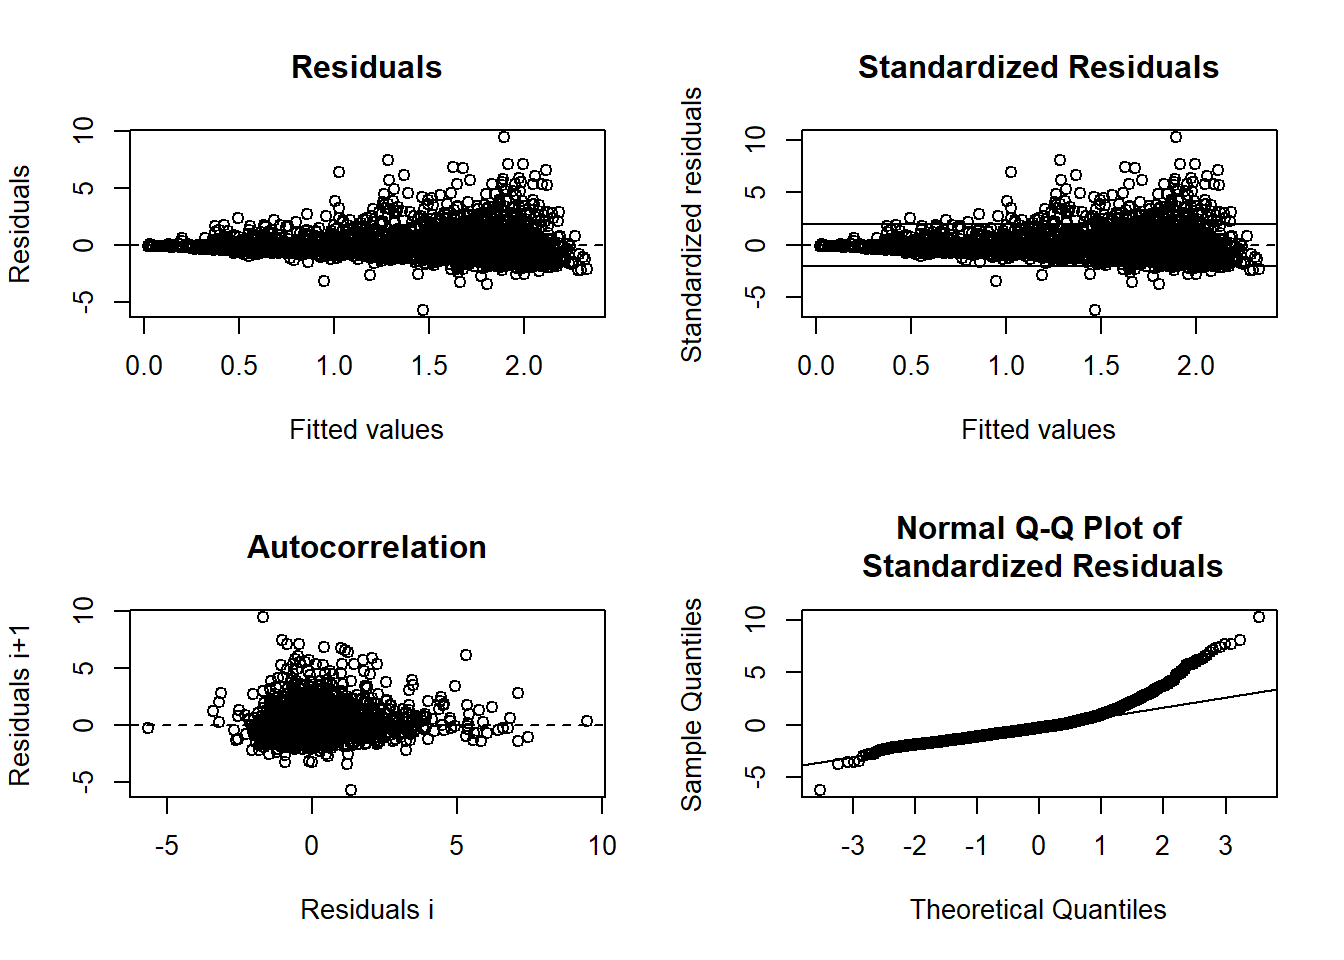 Residuals
Residuals
10
5
0
-5
0.0 0.5 1.0 1.5 2.0
Fitted values
Standardized Residuals
Standardized residuals
10
5
0
-5
0.0 0.5 1.0 1.5 2.0
Fitted values
Autocorrelation
Residuals i+1
10
5
0
-5
-5 0 5 10
Residuals i
Normal Q-Q Plot of
Standardized Residuals
Sample Quantiles
10
5
0
-5
-3 -2 -1 0 1 2 3
Theoretical Quantiles